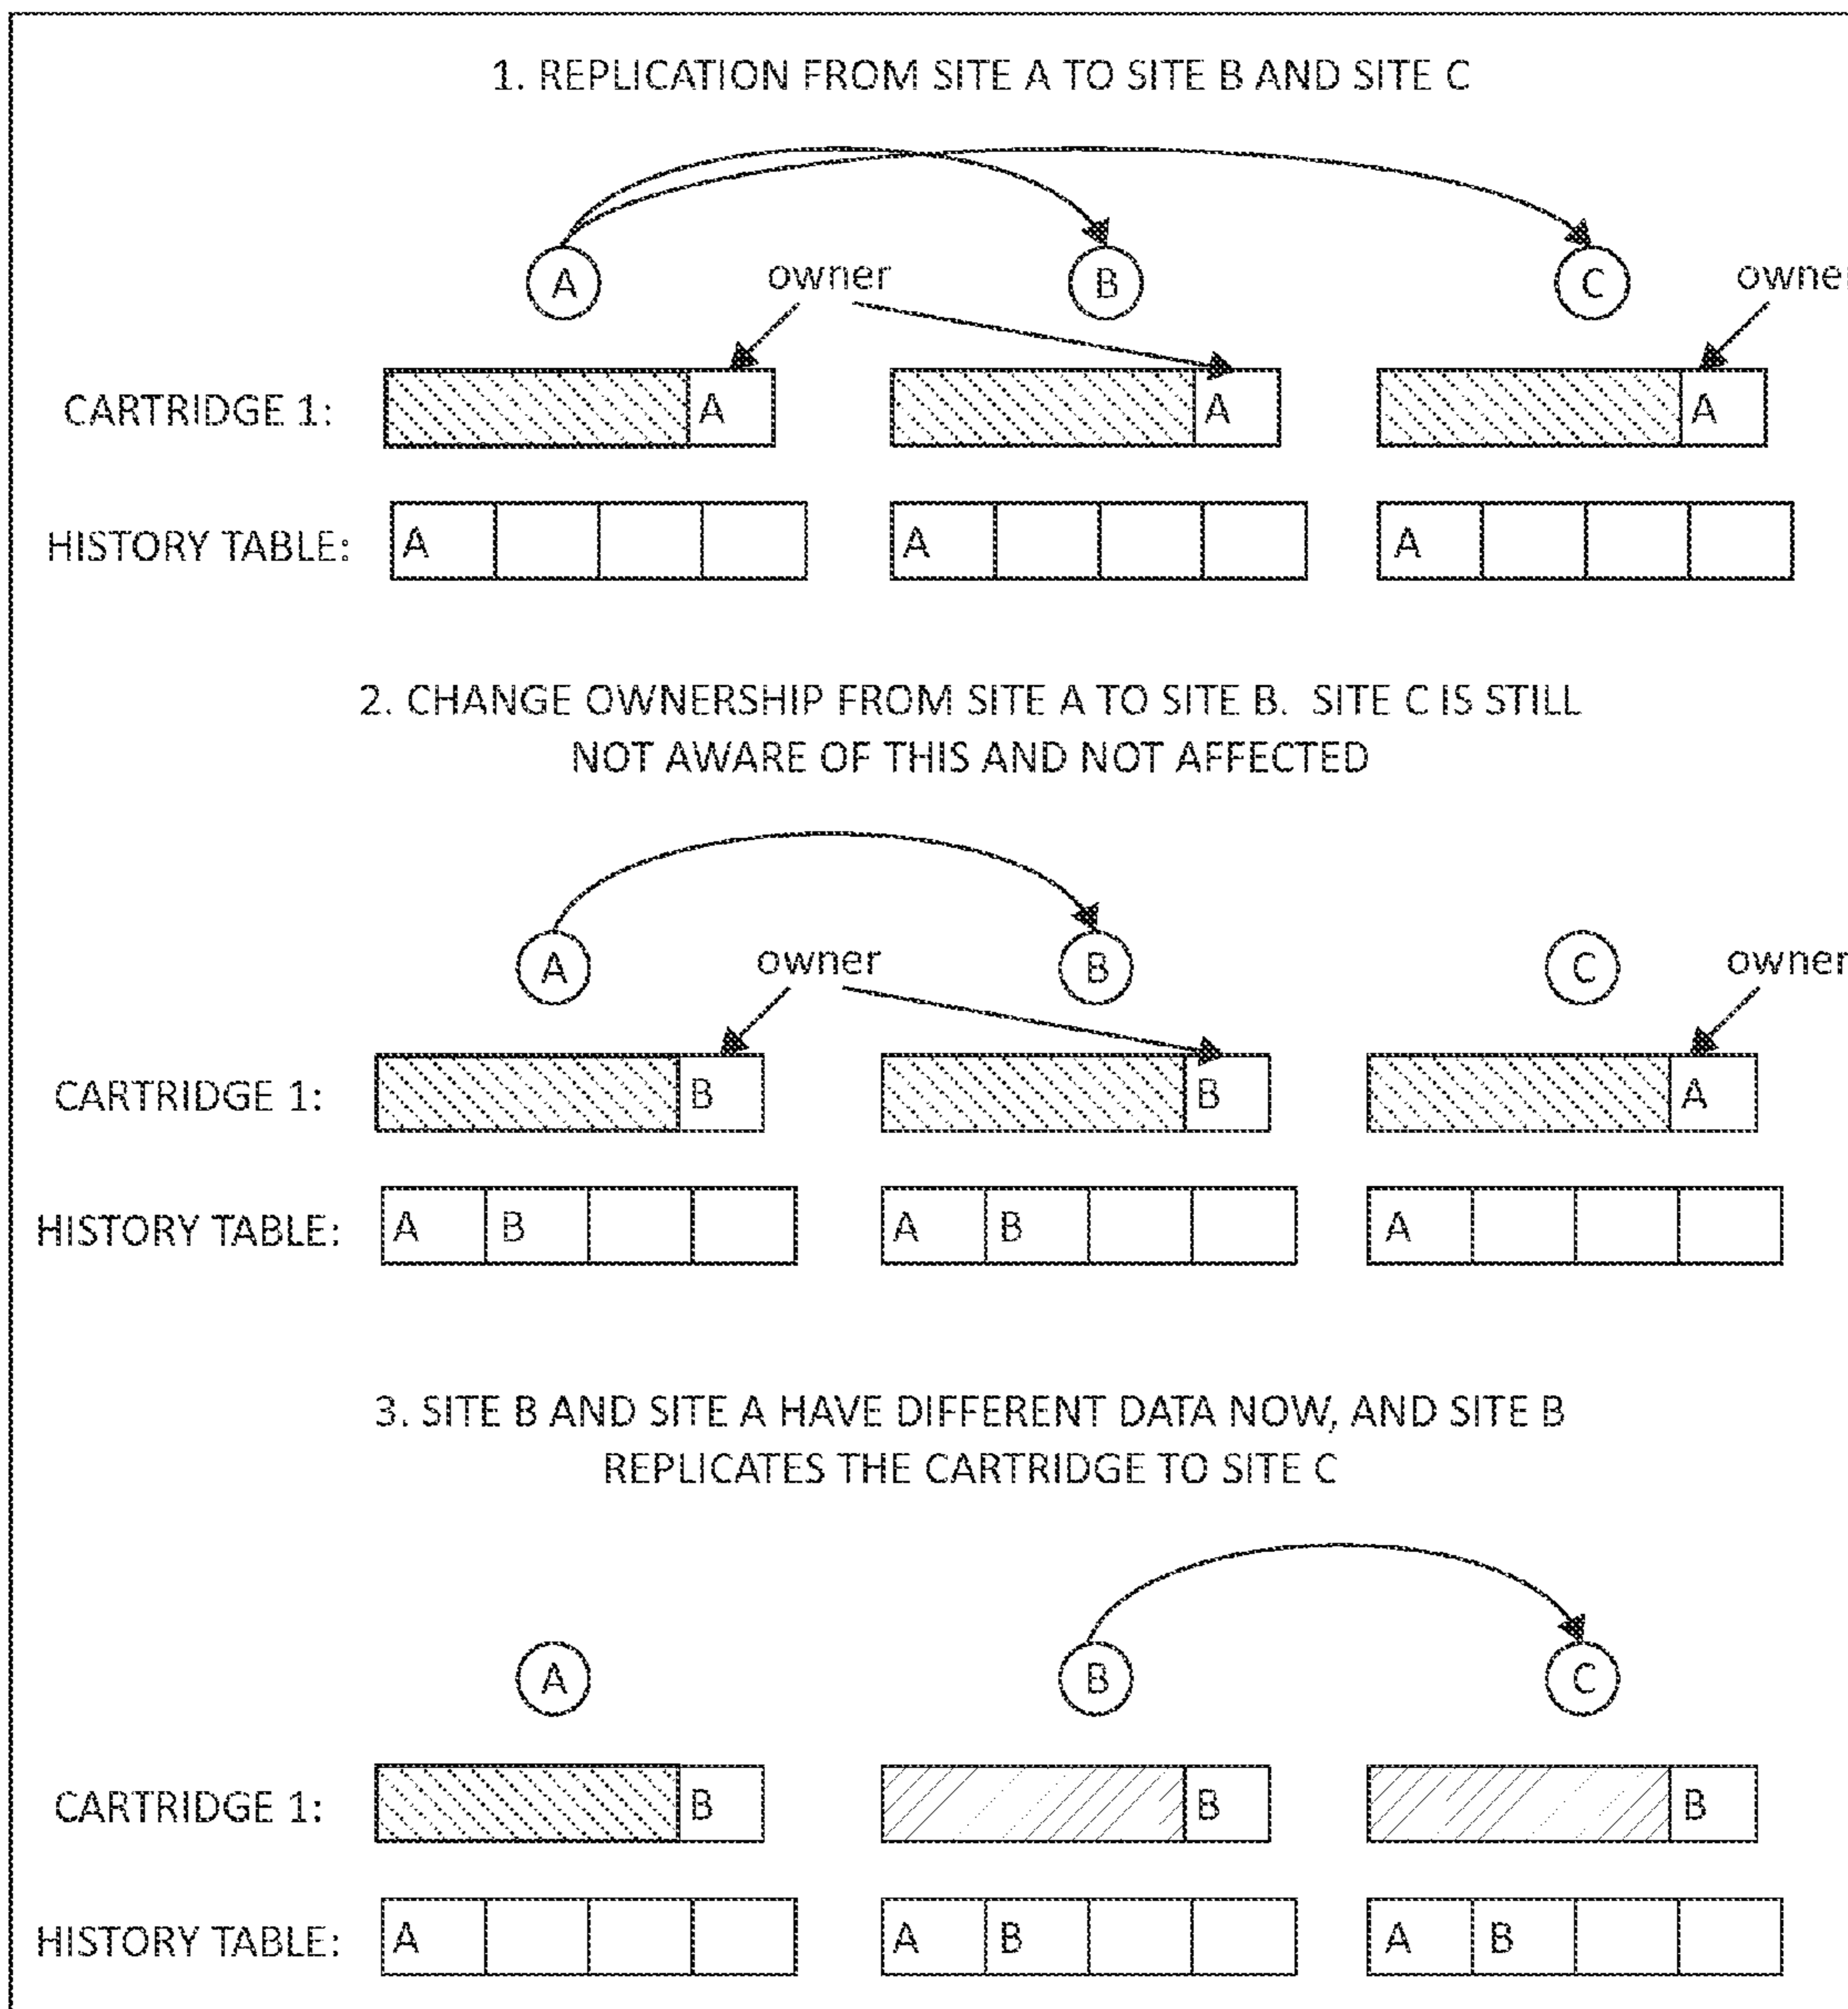 1. REPLICATION FROM SITE A TO SITE B AND SITE C
A owner B C owner
CARTRIDGE 1: A A A
HISTORY TABLE: A A A
2. CHANGE OWNERSHIP FROM SITE A TO SITE B. SITE C IS STILL
NOT AWARE OF THIS AND NOT AFFECTED
A owner B C owner
CARTRIDGE 1: B B A
HISTORY TABLE: A B A B A
3. SITE B AND SITE A HAVE DIFFERENT DATA NOW, AND SITE B
REPLICATES THE CARTRIDGE TO SITE C
A B C
CARTRIDGE 1: B B B
HISTORY TABLE: A A B A B